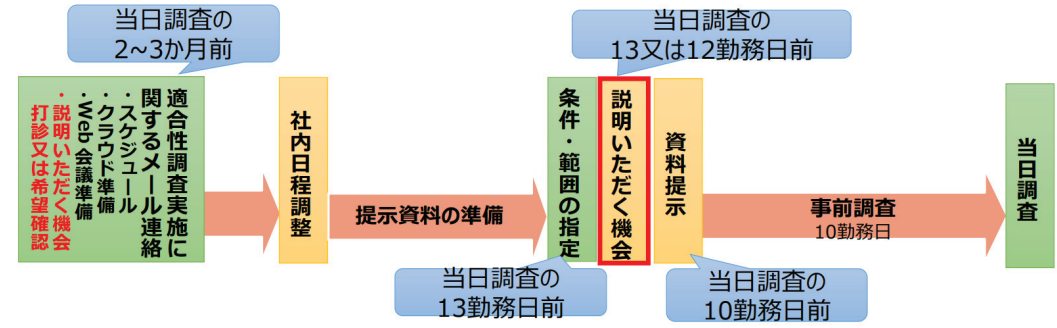 当日調査の
2~3か月前
適合性調査実施に
関するメール連絡
・スケジュール
・クラウド準備
・Web会議準備
・説明いただく機会
打診又は希望確認
社内日程調整
提示資料の準備
条件・範囲の指定
当日調査の
13勤務日前
当日調査の
13又は12勤務日前
説明いただく機会
資料提示
当日調査の
10勤務日前
事前調査
10勤務日
当日調査